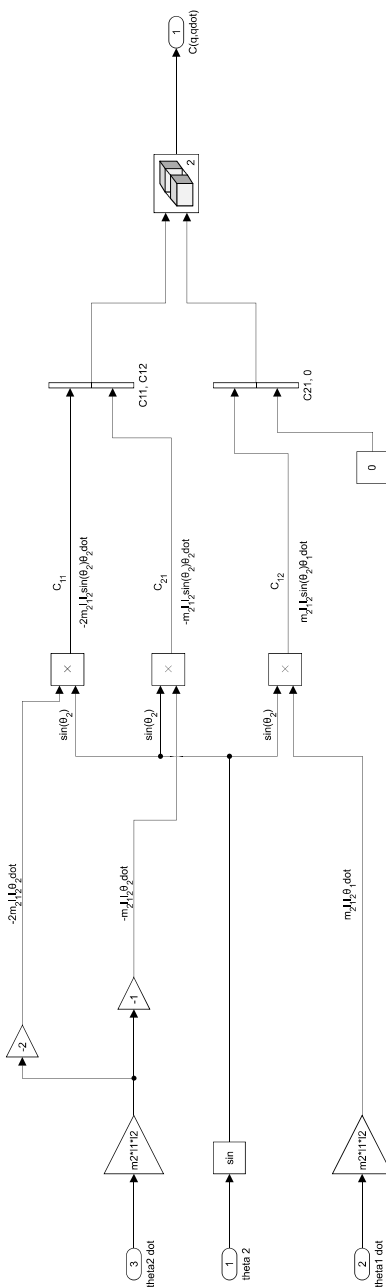 3
theta2 dot
m2*l1*l2
-2
-2m₂l₁l₂θ₂dot
-1
-m₂l₁l₂θ₂dot
1
theta 2
sin
sin(θ₂)
sin(θ₂)
sin(θ₂)
2
theta1 dot
m2*l1*l2
m₂l₁l₂θ₁dot
×
×
×
C₁₁
-2m₂l₁l₂sin(θ₂)θ₂dot
C₂₁
-m₂l₁l₂sin(θ₂)θ₂dot
C₁₂
m₂l₁l₂sin(θ₂)θ₁dot
0
C11, C12
C21, 0
2
1
C(q,qdot)